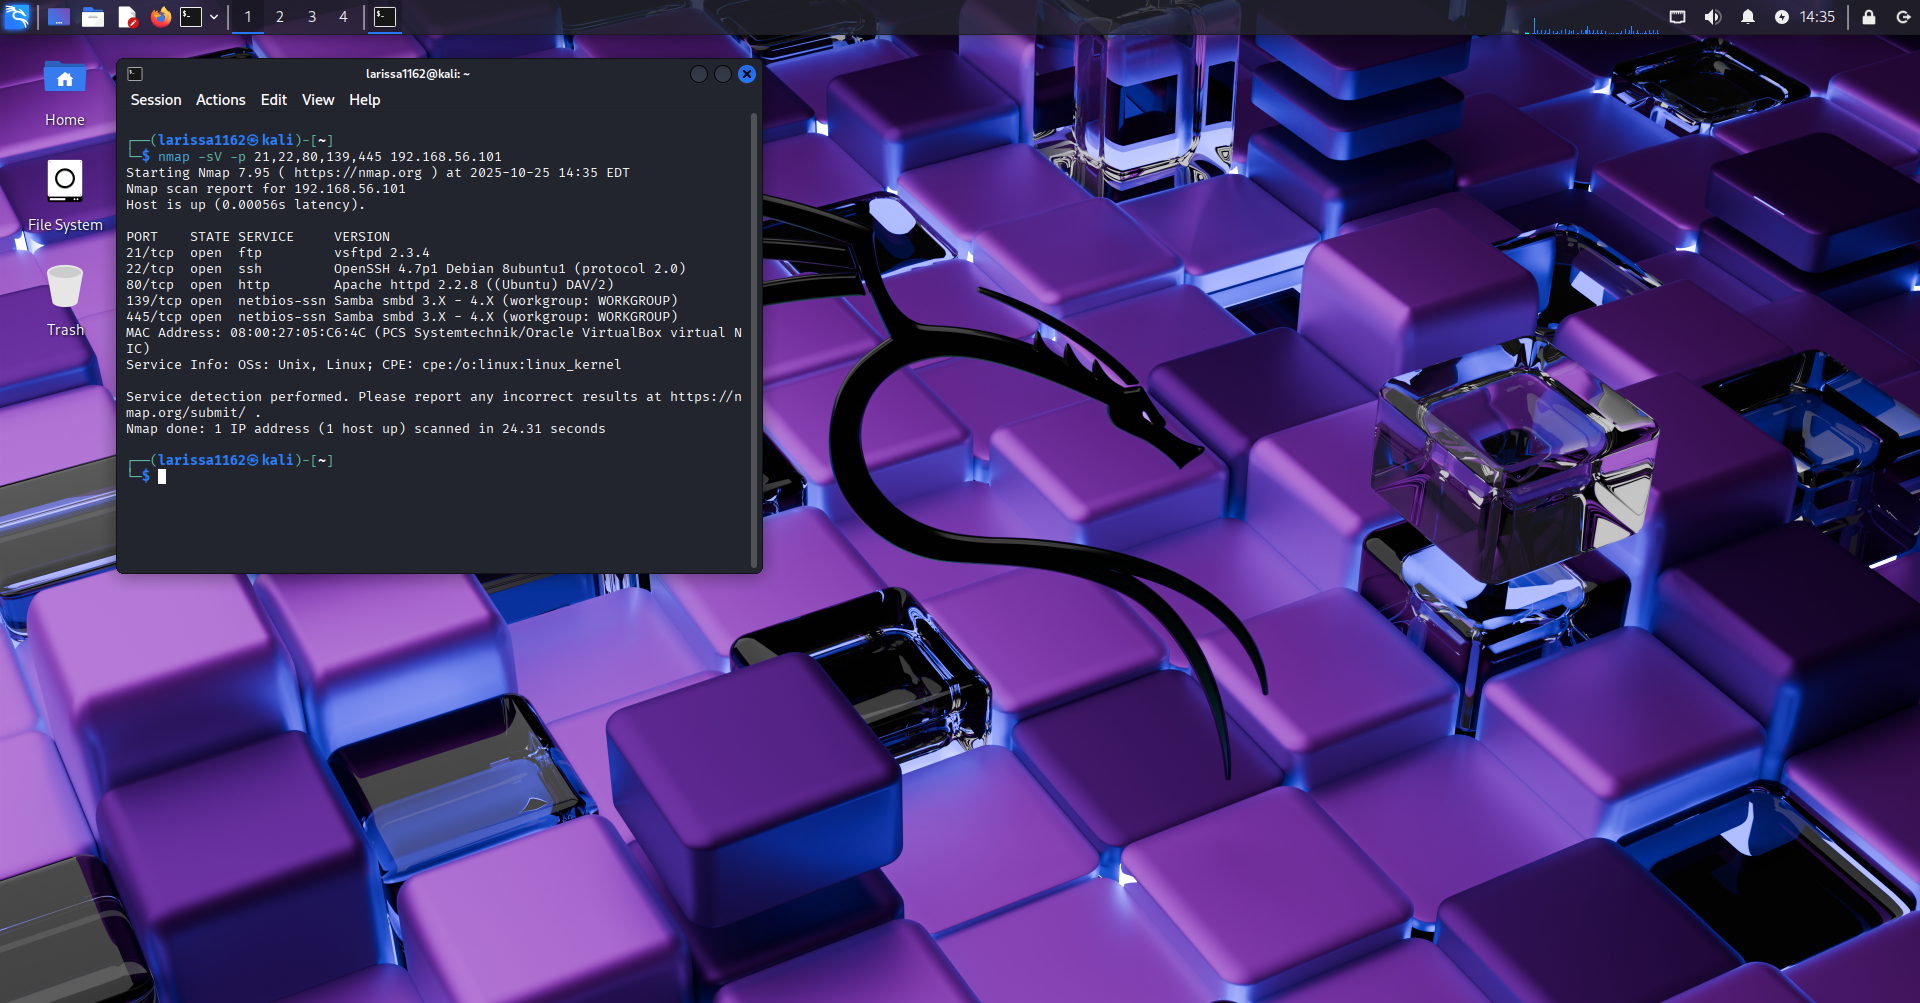 1 2 3 4
14:35
Home
File System
Trash
larissa1162@kali: ~
Session Actions Edit View Help
┌──(larissa1162㉿kali)-[~]
└─$ nmap -sV -p 21,22,80,139,445 192.168.56.101
Starting Nmap 7.95 ( https://nmap.org ) at 2025-10-25 14:35 EDT
Nmap scan report for 192.168.56.101
Host is up (0.00056s latency).
PORT    STATE SERVICE     VERSION
21/tcp  open  ftp         vsftpd 2.3.4
22/tcp  open  ssh         OpenSSH 4.7p1 Debian 8ubuntu1 (protocol 2.0)
80/tcp  open  http        Apache httpd 2.2.8 ((Ubuntu) DAV/2)
139/tcp open  netbios-ssn Samba smbd 3.X - 4.X (workgroup: WORKGROUP)
445/tcp open  netbios-ssn Samba smbd 3.X - 4.X (workgroup: WORKGROUP)
MAC Address: 08:00:27:05:C6:4C (PCS Systemtechnik/Oracle VirtualBox virtual N
IC)
Service Info: OSs: Unix, Linux; CPE: cpe:/o:linux:linux_kernel
Service detection performed. Please report any incorrect results at https://n
map.org/submit/ .
Nmap done: 1 IP address (1 host up) scanned in 24.31 seconds
┌──(larissa1162㉿kali)-[~]
└─$